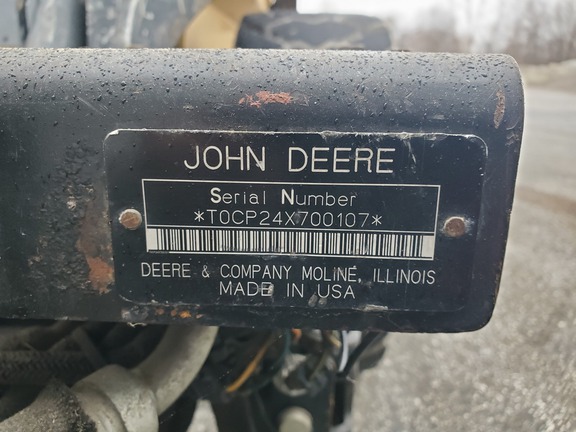 JOHN DEERE
Serial Number
*T0CP24X700107*
DEERE & COMPANY MOLINE, ILLINOIS
MADE IN USA